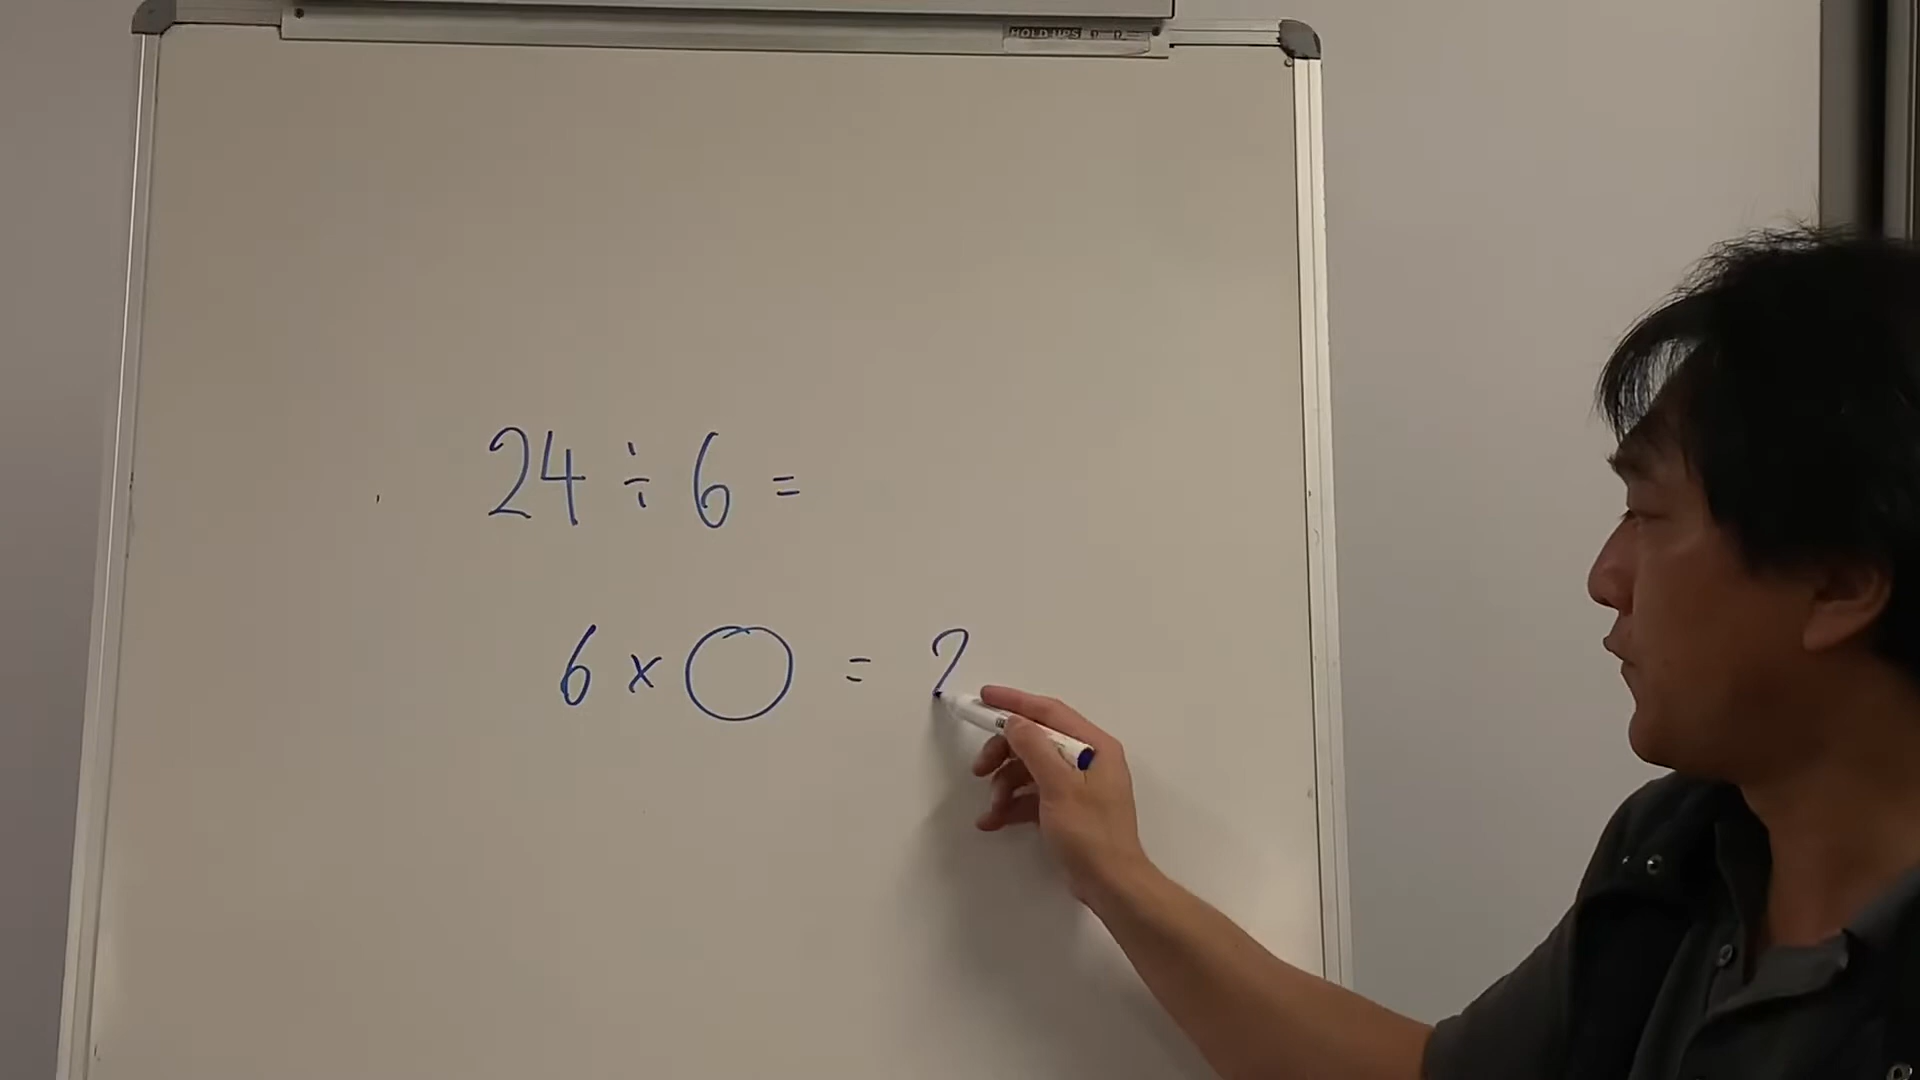 24 ÷ 6 =
6 × ◯ = 2